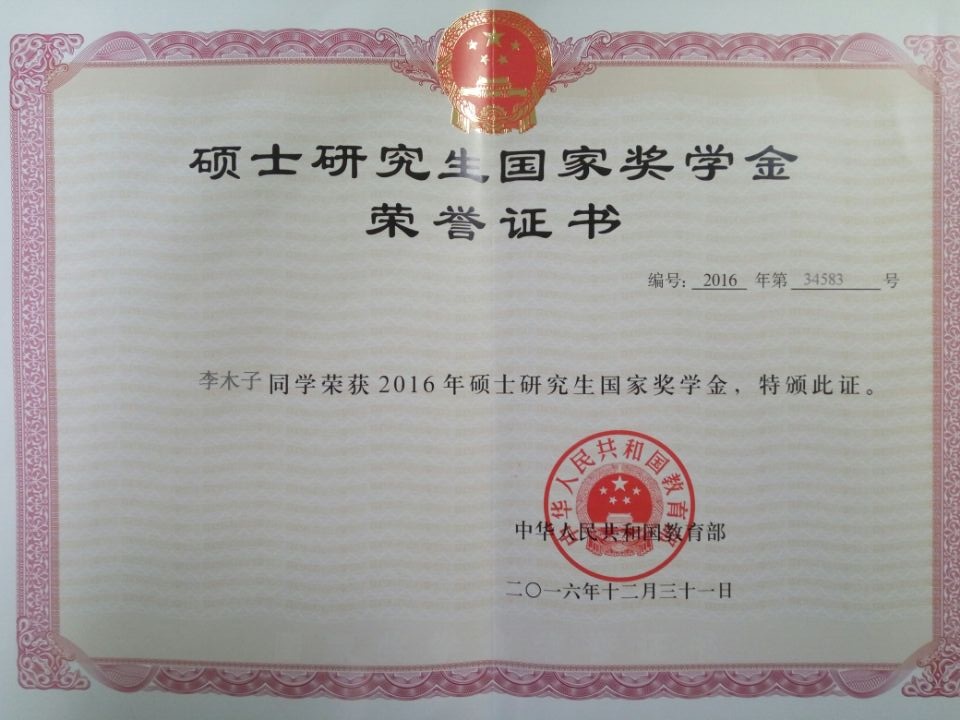 硕士研究生国家奖学金
荣誉证书
编号: 2016 年第 34583 号
李木子同学荣获2016年硕士研究生国家奖学金，特颁此证。
中华人民共和国教育部
中华人民共和国教育部
二〇一六年十二月三十一日